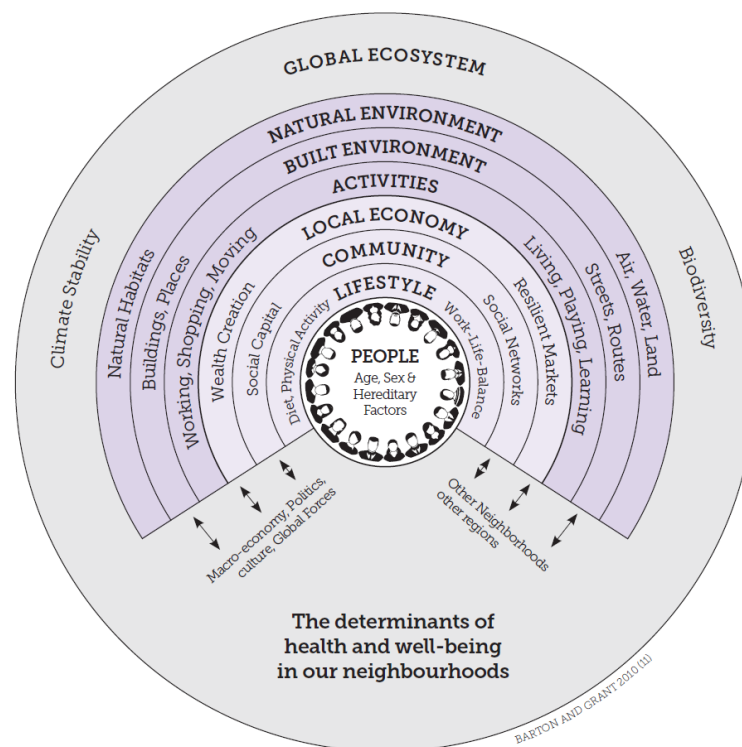 GLOBAL ECOSYSTEM
Climate Stability
Biodiversity
NATURAL ENVIRONMENT
Natural Habitats
Air, Water, Land
BUILT ENVIRONMENT
Buildings, Places
Streets, Routes
ACTIVITIES
Working, Shopping, Moving
Living, Playing, Learning
LOCAL ECONOMY
Wealth Creation
Resilient Markets
COMMUNITY
Social Capital
Social Networks
LIFESTYLE
Diet, Physical Activity
Work-Life-Balance
PEOPLE
Age, Sex &
Hereditary
Factors
Macro-economy, Politics,
culture, Global Forces
Other Neighborhoods
other regions
The determinants of
health and well-being
in our neighbourhoods
BARTON AND GRANT 2010 (11)